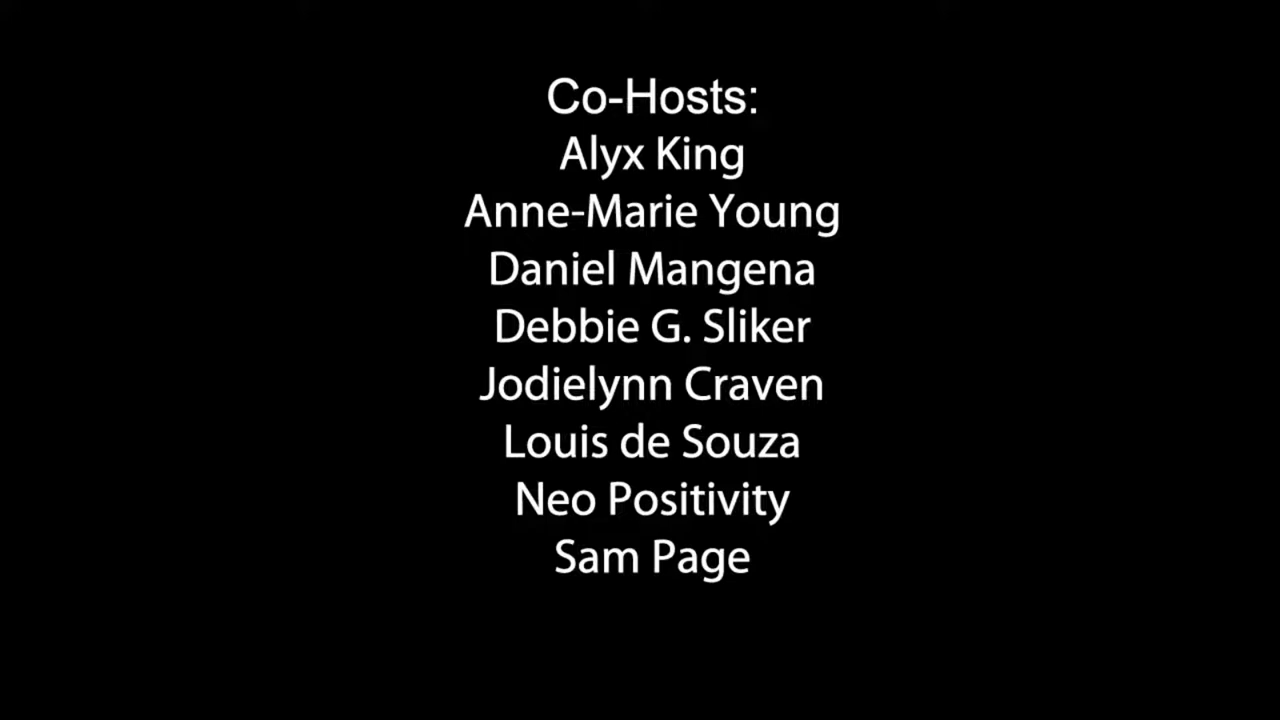 Co-Hosts:
Alyx King
Anne-Marie Young
Daniel Mangena
Debbie G. Sliker
Jodielynn Craven
Louis de Souza
Neo Positivity
Sam Page